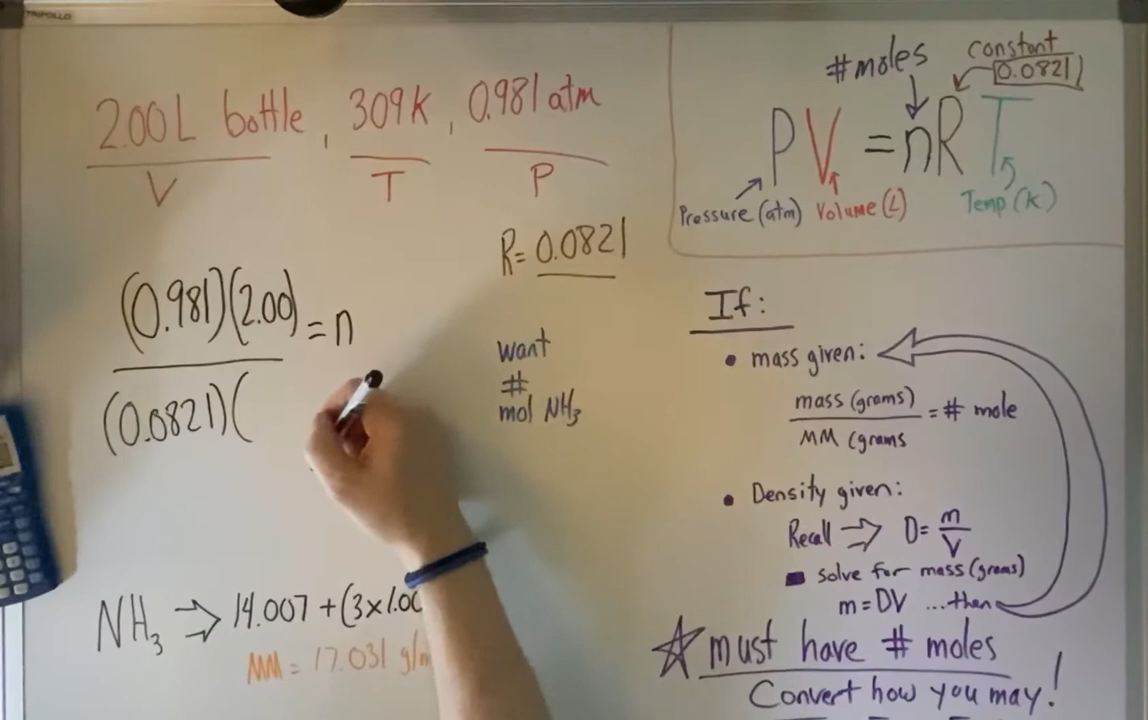 TRIPOLLO
2.00L bottle, 309K, 0.981 atm
V T P
R= 0.0821
(0.981)(2.00) = n
(0.0821)(
want
#
mol NH3
NH3 ⇒ 14.007 + (3x1.00
MM = 17.031 g/m
#moles
constant
0.0821
PV = nRT
Pressure (atm) Volume (L) Temp (K)
If:
• mass given:
mass (grams)
MM (grams
= # mole
• Density given:
Recall ⇒ D = m/V
▪ solve for mass (grams)
m = DV ...then
☆ must have # moles
Convert how you may!